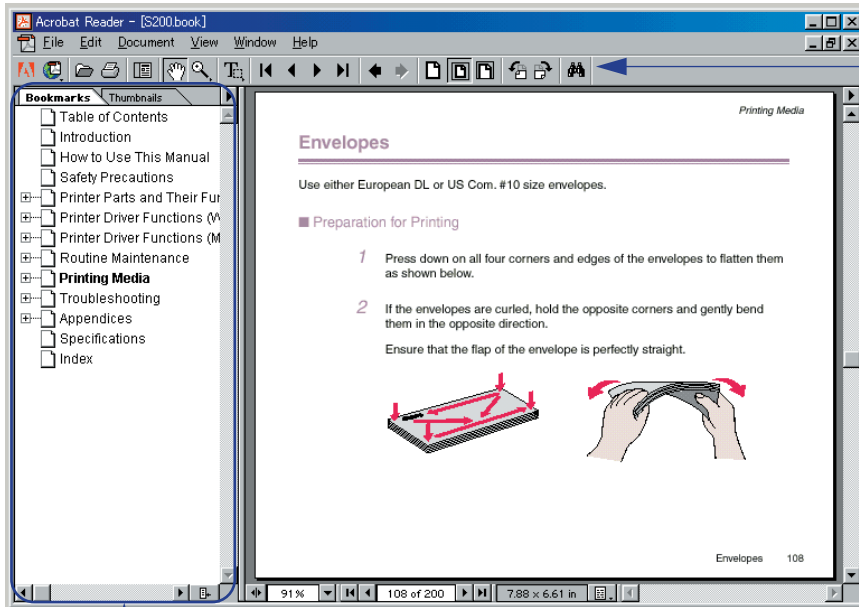 Acrobat Reader - [S200.book]
File Edit Document View Window Help
Bookmarks Thumbnails
Table of Contents
Introduction
How to Use This Manual
Safety Precautions
Printer Parts and Their Fur
Printer Driver Functions (W
Printer Driver Functions (M
Routine Maintenance
Printing Media
Troubleshooting
Appendices
Specifications
Index
Printing Media
Envelopes
Use either European DL or US Com. #10 size envelopes.
Preparation for Printing
1 Press down on all four corners and edges of the envelopes to flatten them
as shown below.
2 If the envelopes are curled, hold the opposite corners and gently bend
them in the opposite direction.
Ensure that the flap of the envelope is perfectly straight.
Envelopes 108
91% 108 of 200 7.88 x 6.61 in